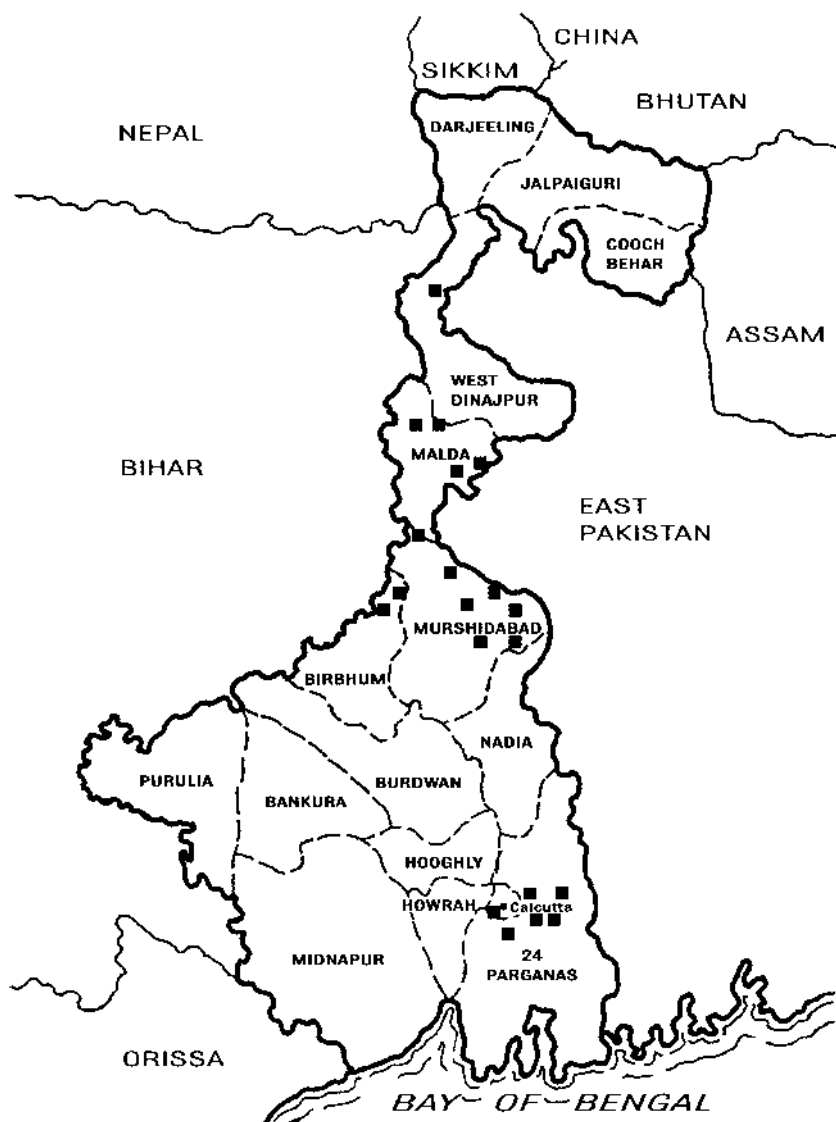 CHINA
SIKKIM
BHUTAN
NEPAL
DARJEELING
JALPAIGURI
COOCH
BEHAR
ASSAM
WEST
DINAJPUR
BIHAR
MALDA
EAST
PAKISTAN
MURSHIDABAD
BIRBHUM
NADIA
PURULIA
BURDWAN
BANKURA
HOOGHLY
HOWRAH
Calcutta
24
PARGANAS
MIDNAPUR
ORISSA
BAY OF BENGAL